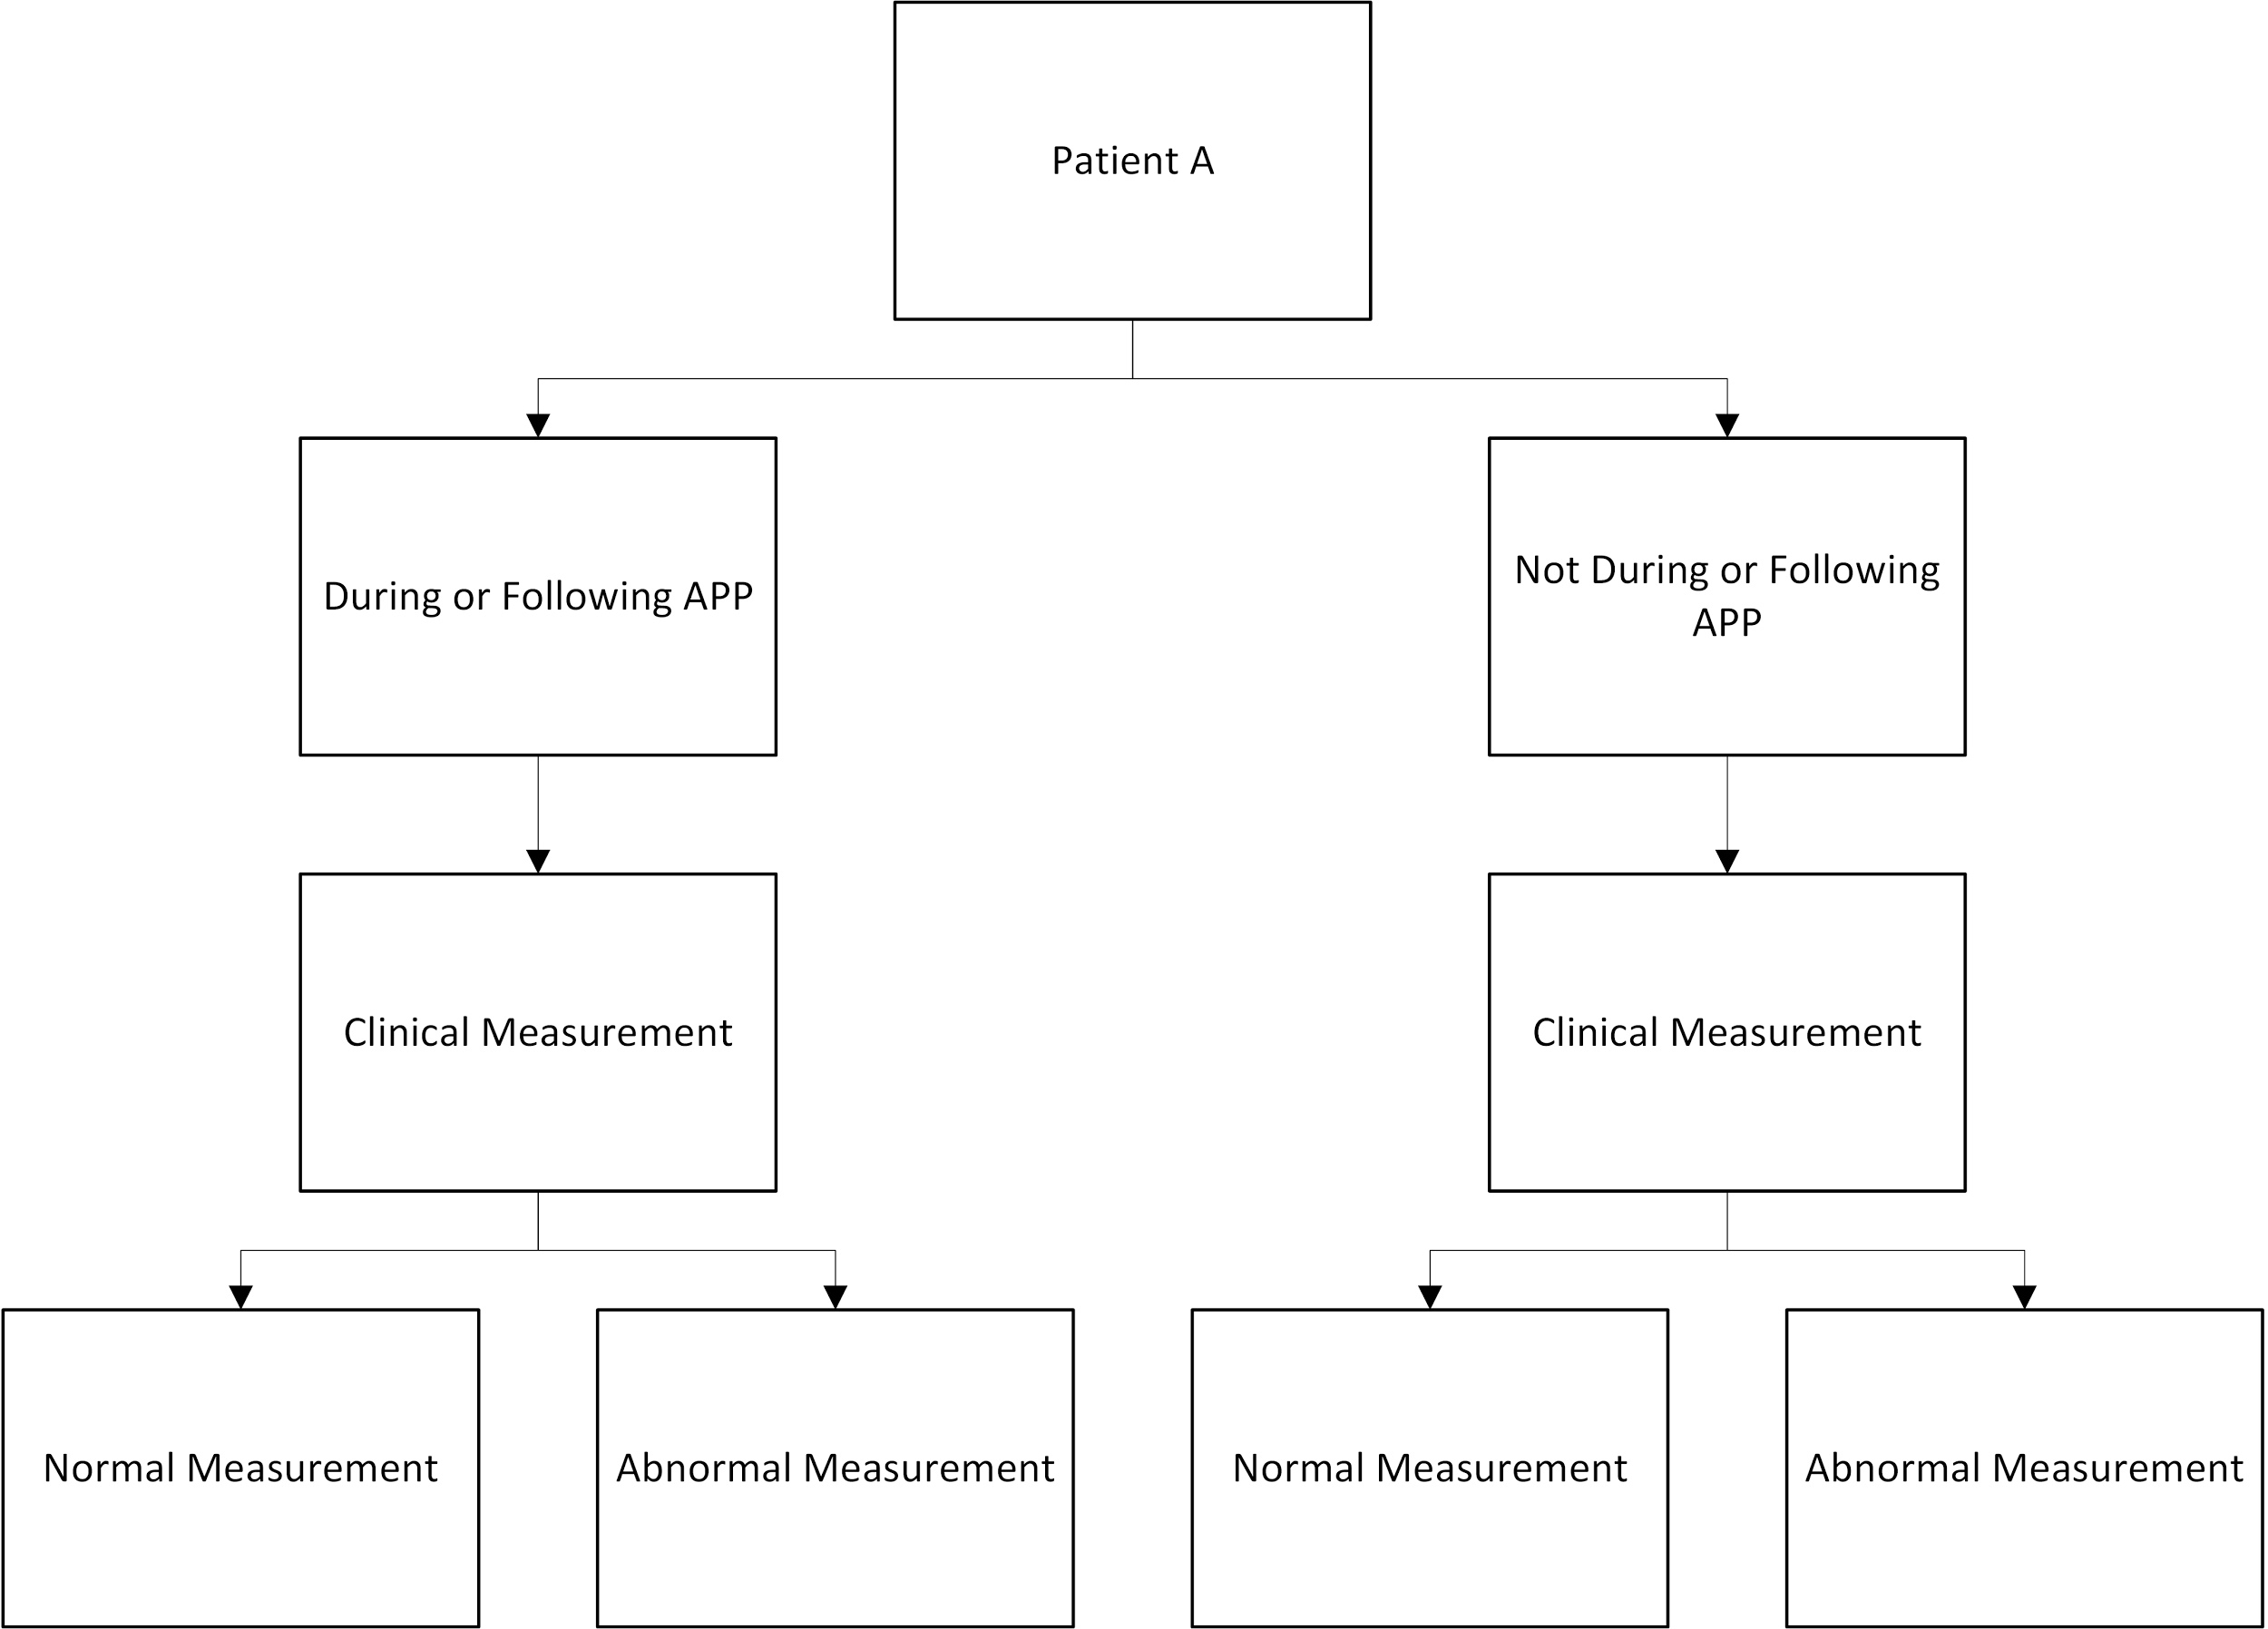 Patient A
During or Following APP
Not During or Following
APP
Clinical Measurement
Clinical Measurement
Normal Measurement
Abnormal Measurement
Normal Measurement
Abnormal Measurement